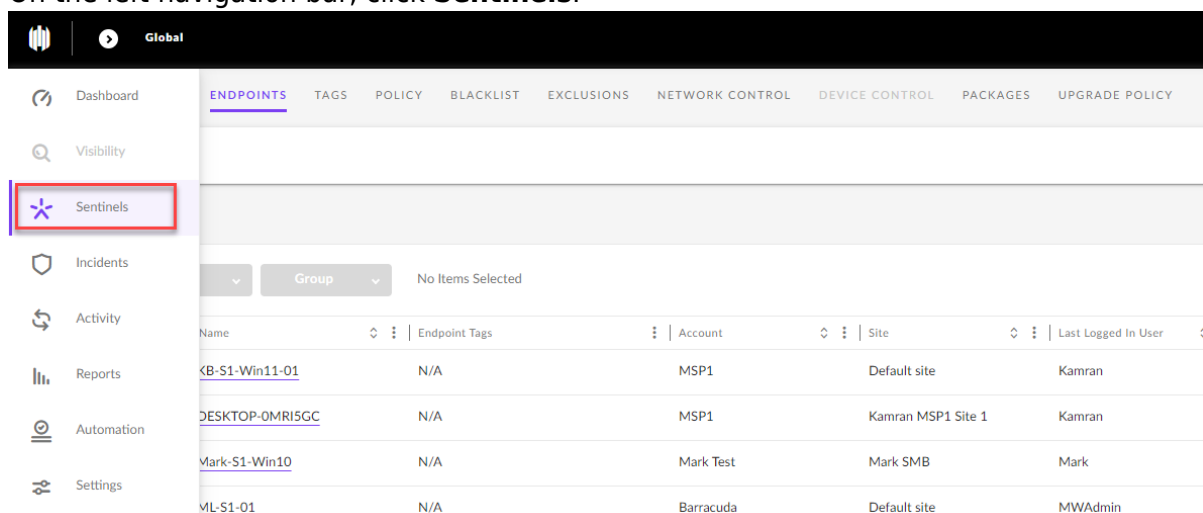 On the left navigation bar, click Sentinels.
Global
Dashboard
ENDPOINTS TAGS POLICY BLACKLIST EXCLUSIONS NETWORK CONTROL DEVICE CONTROL PACKAGES UPGRADE POLICY
Visibility
Sentinels
Incidents
Group No Items Selected
Activity
Name Endpoint Tags Account Site Last Logged In User
Reports
KB-S1-Win11-01 N/A MSP1 Default site Kamran
DESKTOP-0MRI5GC N/A MSP1 Kamran MSP1 Site 1 Kamran
Automation
Mark-S1-Win10 N/A Mark Test Mark SMB Mark
Settings
ML-S1-01 N/A Barracuda Default site MWAdmin